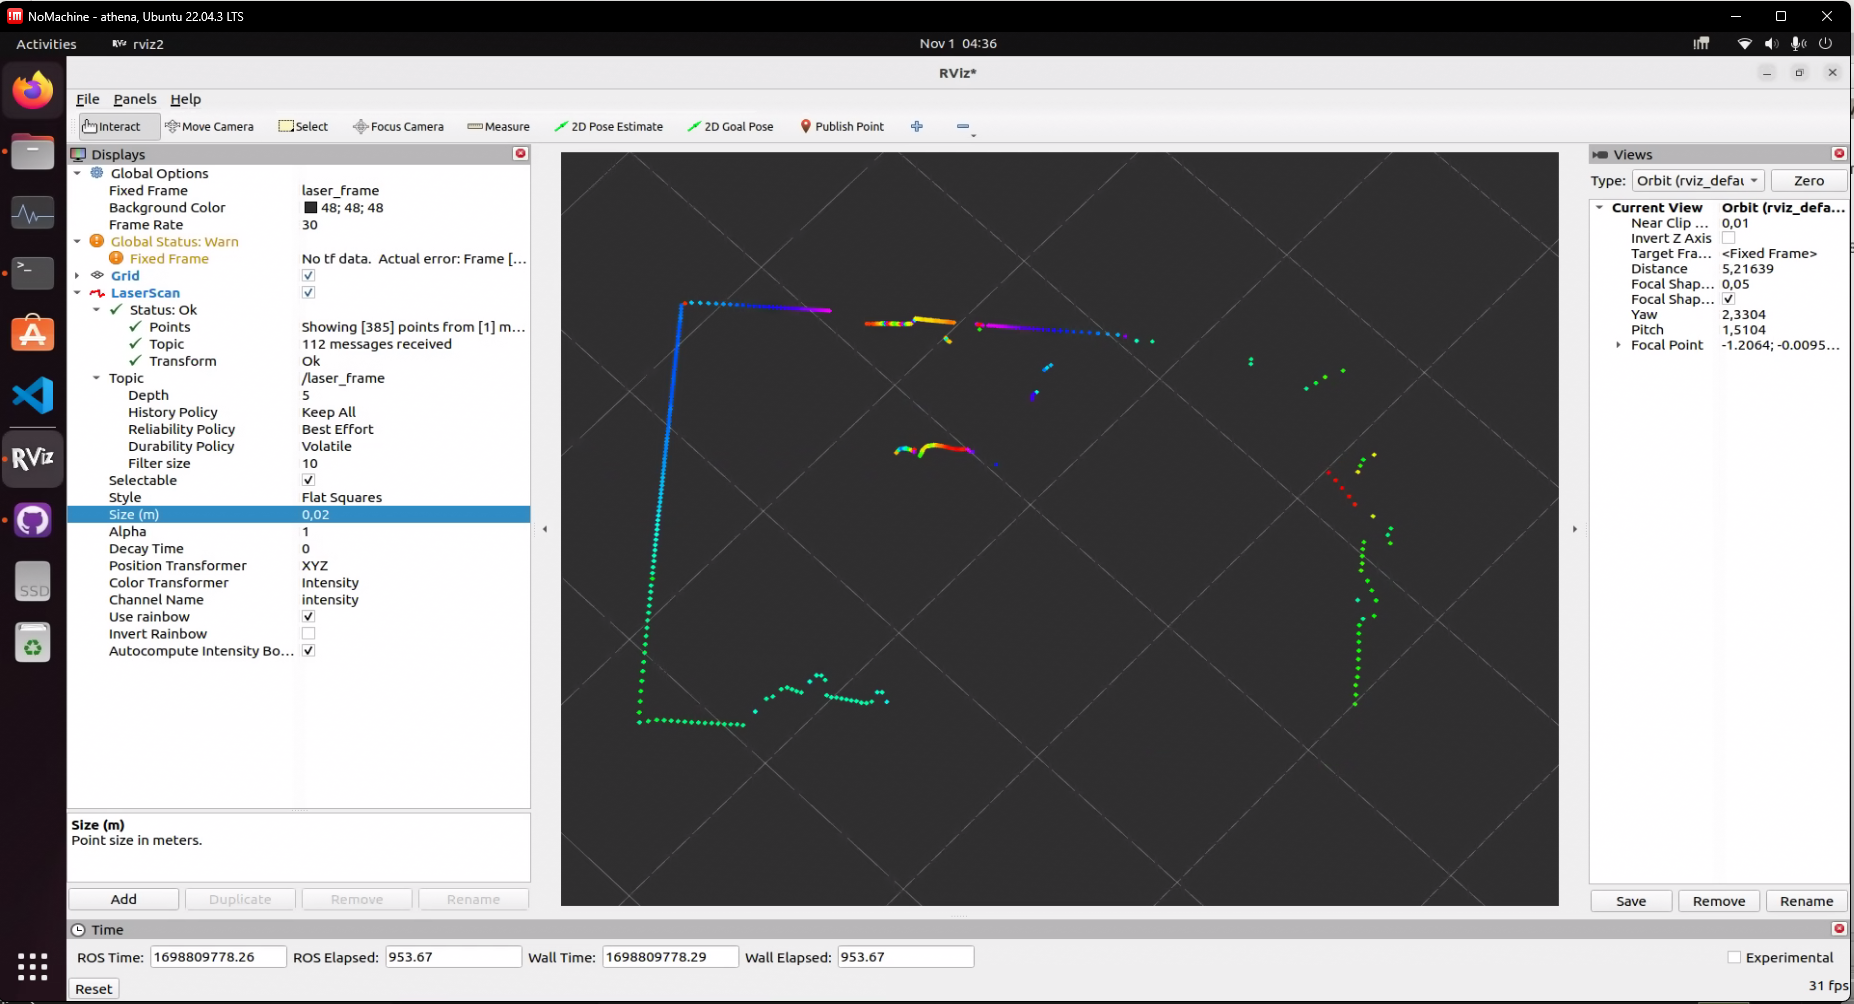 NoMachine - athena, Ubuntu 22.04.3 LTS
Activities RViz rviz2 Nov 1 04:36
RViz*
File Panels Help
Interact Move Camera Select Focus Camera Measure 2D Pose Estimate 2D Goal Pose Publish Point
Displays
Global Options
Fixed Frame laser_frame
Background Color 48; 48; 48
Frame Rate 30
Global Status: Warn
Fixed Frame No tf data. Actual error: Frame [...
Grid
LaserScan
Status: Ok
Points Showing [385] points from [1] m...
Topic 112 messages received
Transform Ok
Topic /laser_frame
Depth 5
History Policy Keep All
Reliability Policy Best Effort
Durability Policy Volatile
Filter size 10
Selectable
Style Flat Squares
Size (m) 0,02
Alpha 1
Decay Time 0
Position Transformer XYZ
Color Transformer Intensity
Channel Name intensity
Use rainbow
Invert Rainbow
Autocompute Intensity Bo...
Size (m)
Point size in meters.
Add Duplicate Remove Rename
Views
Type: Orbit (rviz_defau Zero
Current View Orbit (rviz_defa...
Near Clip ... 0,01
Invert Z Axis
Target Fra... <Fixed Frame>
Distance 5,21639
Focal Shap... 0,05
Focal Shap...
Yaw 2,3304
Pitch 1,5104
Focal Point -1.2064; -0.0095...
Save Remove Rename
RViz
SSD
Time
ROS Time: 1698809778.26 ROS Elapsed: 953.67 Wall Time: 1698809778.29 Wall Elapsed: 953.67 Experimental
Reset 31 fps